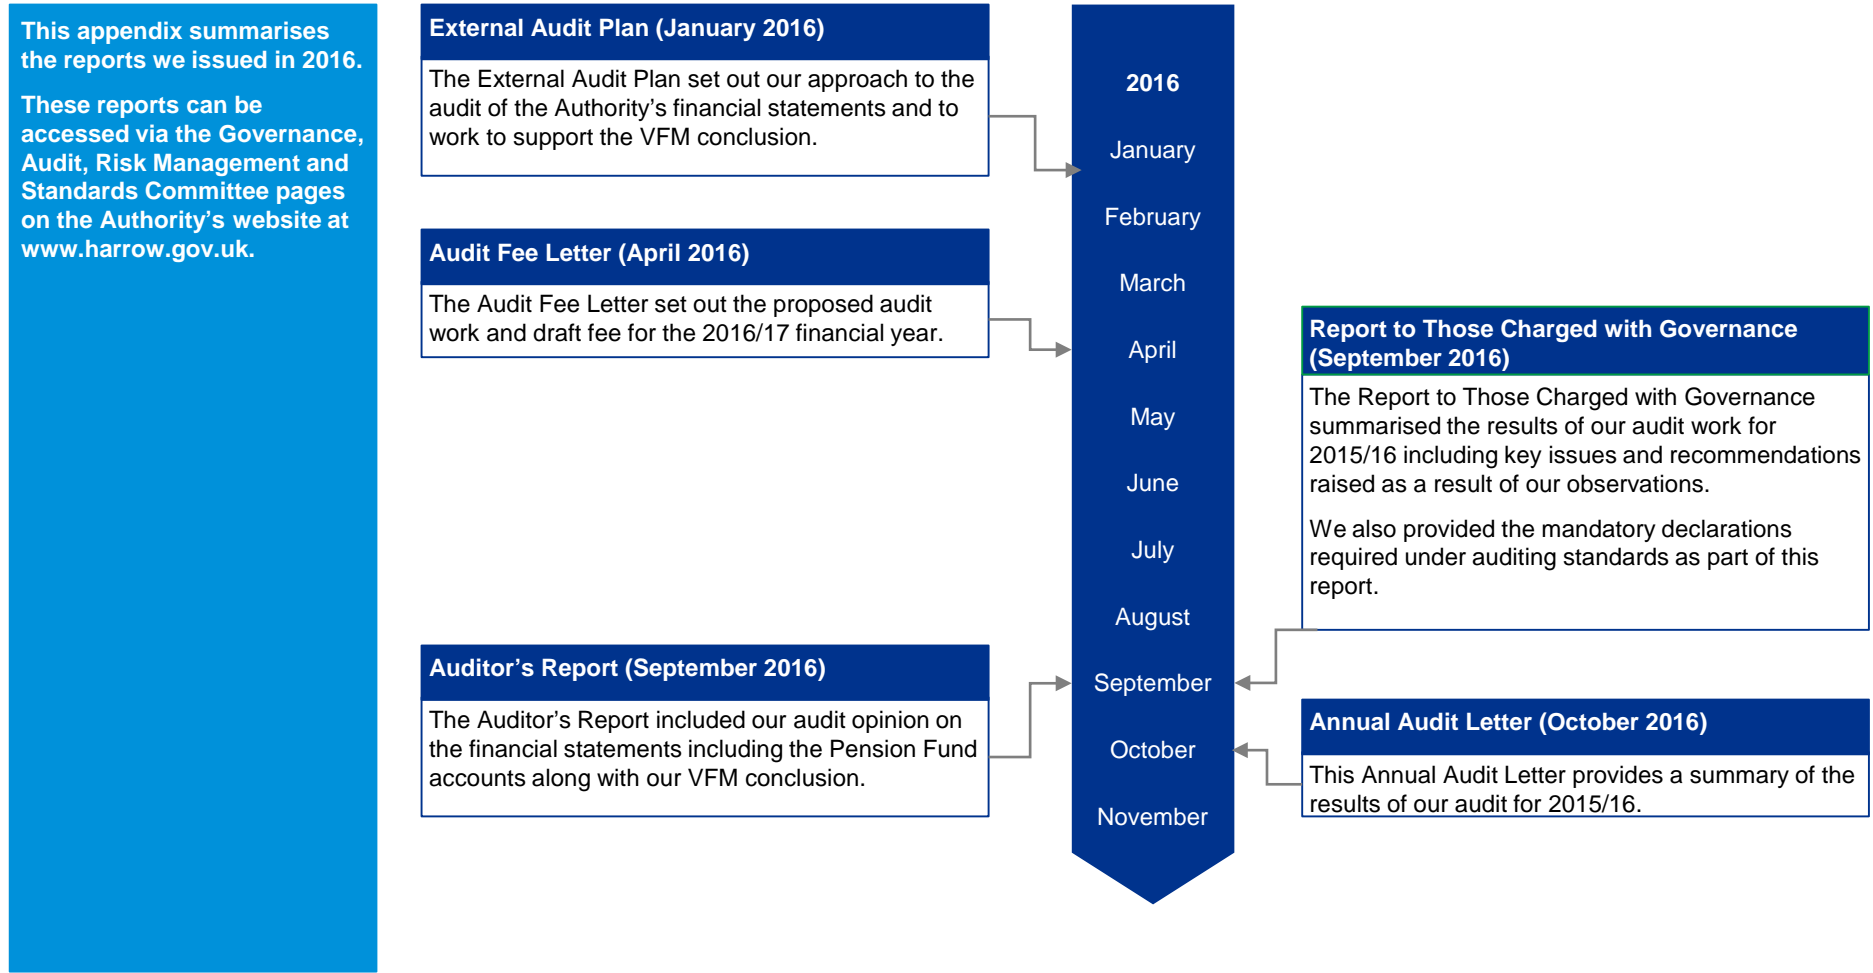 This appendix summarises
the reports we issued in 2016.
These reports can be
accessed via the Governance,
Audit, Risk Management and
Standards Committee pages
on the Authority’s website at
www.harrow.gov.uk.
External Audit Plan (January 2016)
The External Audit Plan set out our approach to the
audit of the Authority’s financial statements and to
work to support the VFM conclusion.
Audit Fee Letter (April 2016)
The Audit Fee Letter set out the proposed audit
work and draft fee for the 2016/17 financial year.
Auditor’s Report (September 2016)
The Auditor’s Report included our audit opinion on
the financial statements including the Pension Fund
accounts along with our VFM conclusion.
2016
January
February
March
April
May
June
July
August
September
October
November
Report to Those Charged with Governance
(September 2016)
The Report to Those Charged with Governance
summarised the results of our audit work for
2015/16 including key issues and recommendations
raised as a result of our observations.
We also provided the mandatory declarations
required under auditing standards as part of this
report.
Annual Audit Letter (October 2016)
This Annual Audit Letter provides a summary of the
results of our audit for 2015/16.